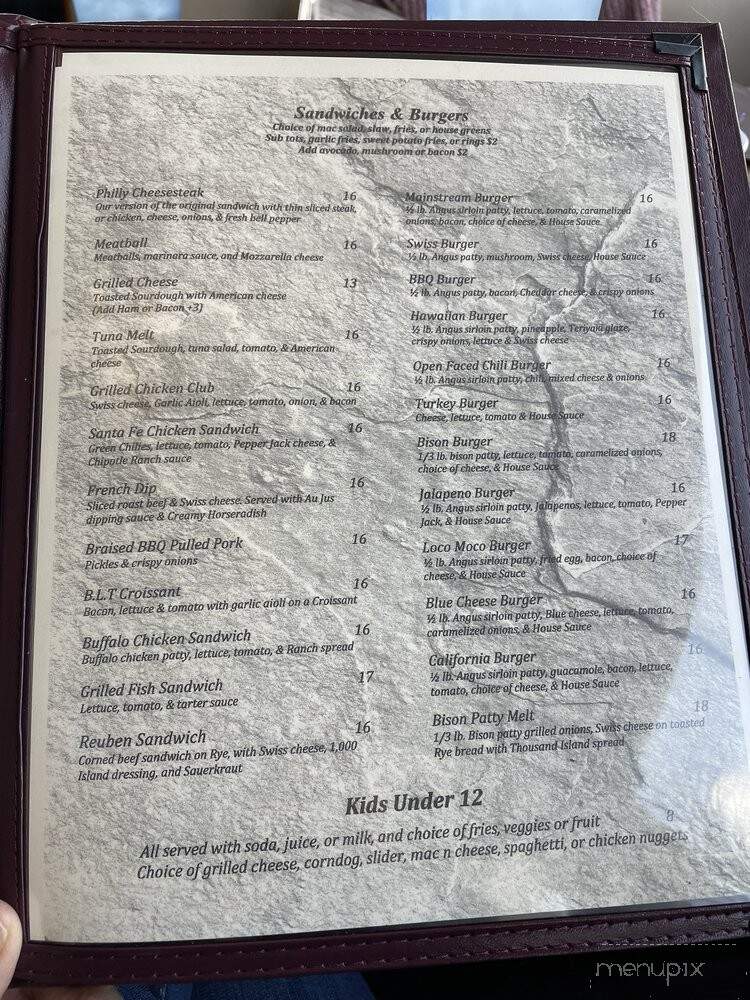 Sandwiches & Burgers
Choice of mac salad, slaw, fries, or house greens
Sub tots, garlic fries, sweet potato fries, or rings $2
Add avocado, mushroom or bacon $2
Philly Cheesesteak 16
Our version of the original sandwich with thin sliced steak,
or chicken, cheese, onions, & fresh bell pepper
Meatball 16
Meatballs, marinara sauce, and Mozzarella cheese
Grilled Cheese 13
Toasted Sourdough with American cheese
(Add Ham or Bacon +3)
Tuna Melt 16
Toasted Sourdough, tuna salad, tomato, & American
cheese
Grilled Chicken Club 16
Swiss cheese, Garlic Aioli, lettuce, tomato, onion, & bacon
Santa Fe Chicken Sandwich 16
Green Chilies, lettuce, tomato, Pepper Jack cheese, &
Chipotle Ranch sauce
French Dip 16
Sliced roast beef & Swiss cheese. Served with Au Jus
dipping sauce & Creamy Horseradish
Braised BBQ Pulled Pork 16
Pickles & crispy onions
B.L.T Croissant 16
Bacon, lettuce & tomato with garlic aioli on a Croissant
Buffalo Chicken Sandwich 16
Buffalo chicken patty, lettuce, tomato, & Ranch spread
Grilled Fish Sandwich 17
Lettuce, tomato, & tarter sauce
Reuben Sandwich 16
Corned beef sandwich on Rye, with Swiss cheese, 1,000
Island dressing, and Sauerkraut
Mainstream Burger 16
½ lb. Angus sirloin patty, lettuce, tomato, caramelized
onions, bacon, choice of cheese, & House Sauce
Swiss Burger 16
½ lb. Angus patty, mushroom, Swiss cheese, House Sauce
BBQ Burger 16
½ lb. Angus patty, bacon, Cheddar cheese, & crispy onions
Hawaiian Burger 16
½ lb. Angus sirloin patty, pineapple, Teriyaki glaze,
crispy onions, lettuce & Swiss cheese
Open Faced Chili Burger 16
½ lb. Angus sirloin patty, chili, mixed cheese & onions
Turkey Burger 16
Cheese, lettuce, tomato & House Sauce
Bison Burger 18
1/3 lb. bison patty, lettuce, tomato, caramelized onions,
choice of cheese, & House Sauce
Jalapeno Burger 16
½ lb. Angus sirloin patty, Jalapenos, lettuce, tomato, Pepper
Jack, & House Sauce
Loco Moco Burger 17
½ lb. Angus sirloin patty, fried egg, bacon, choice of
cheese, & House Sauce
Blue Cheese Burger 16
½ lb. Angus sirloin patty, Blue cheese, lettuce, tomato,
caramelized onions, & House Sauce
California Burger 16
½ lb. Angus sirloin patty, guacamole, bacon, lettuce,
tomato, choice of cheese, & House Sauce
Bison Patty Melt 18
1/3 lb. Bison patty grilled onions, Swiss cheese on toasted
Rye bread with Thousand Island spread
Kids Under 12
8
All served with soda, juice, or milk, and choice of fries, veggies or fruit
Choice of grilled cheese, corndog, slider, mac n cheese, spaghetti, or chicken nuggets
menupix